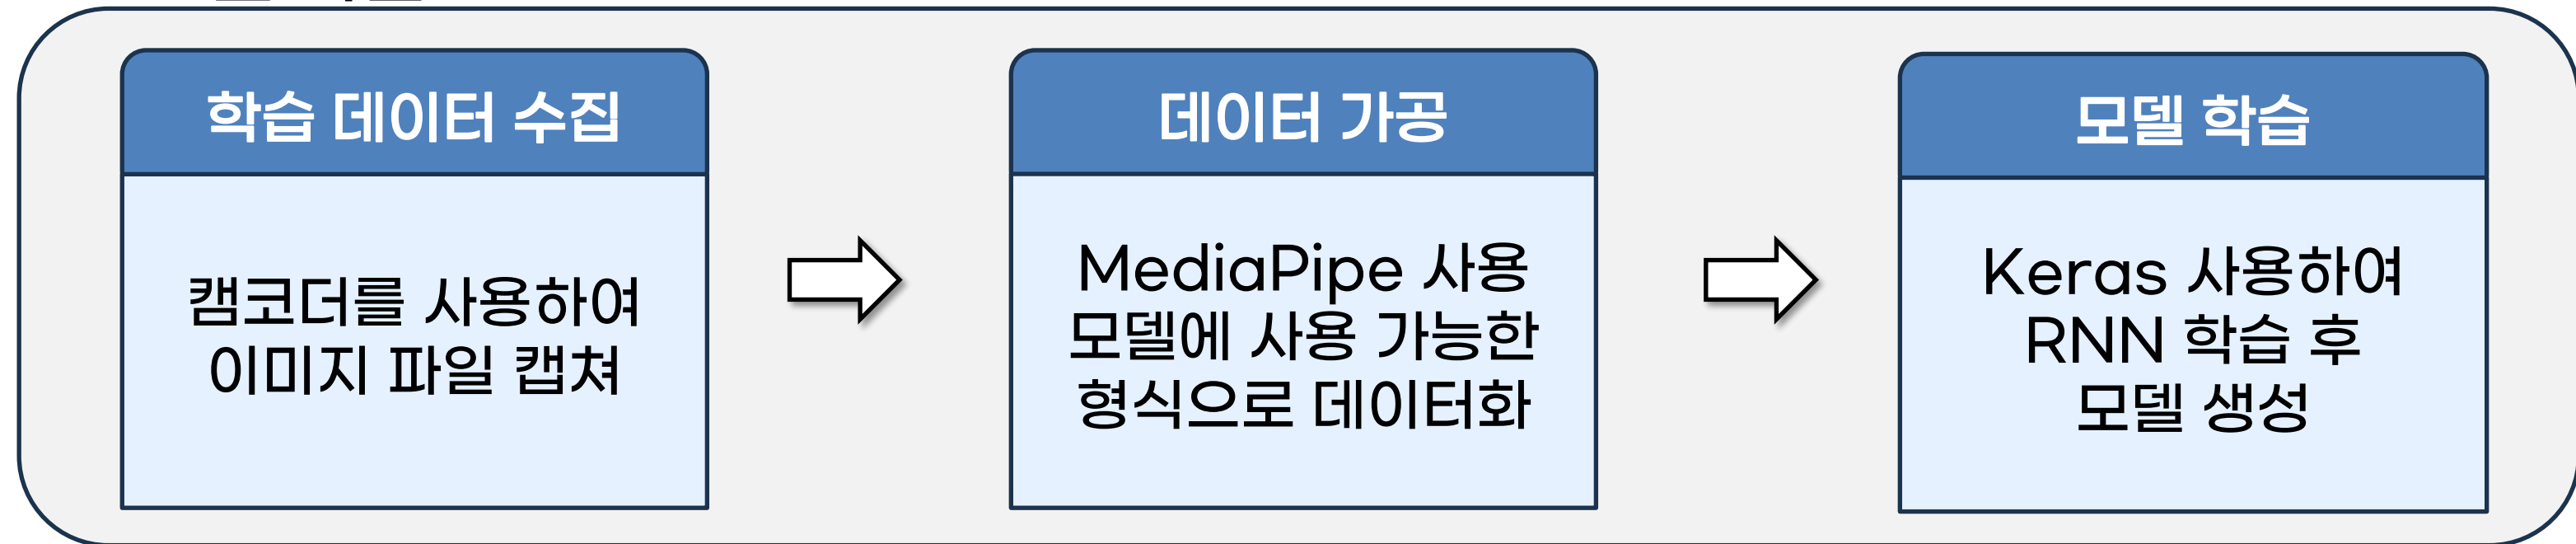 학습 데이터 수집
캠코더를 사용하여
이미지 파일 캡쳐
데이터 가공
MediaPipe 사용
모델에 사용 가능한
형식으로 데이터화
모델 학습
Keras 사용하여
RNN 학습 후
모델 생성